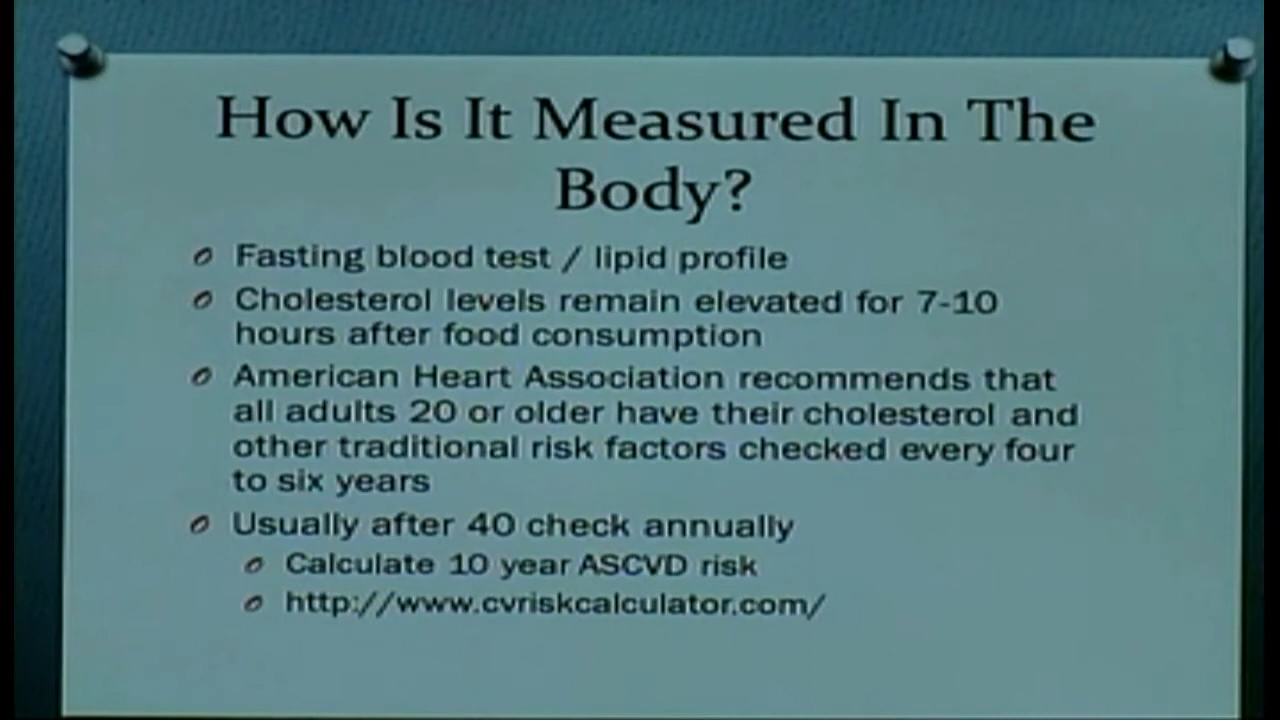 How Is It Measured In The
Body?
Fasting blood test / lipid profile
Cholesterol levels remain elevated for 7-10
hours after food consumption
American Heart Association recommends that
all adults 20 or older have their cholesterol and
other traditional risk factors checked every four
to six years
Usually after 40 check annually
Calculate 10 year ASCVD risk
http://www.cvriskcalculator.com/